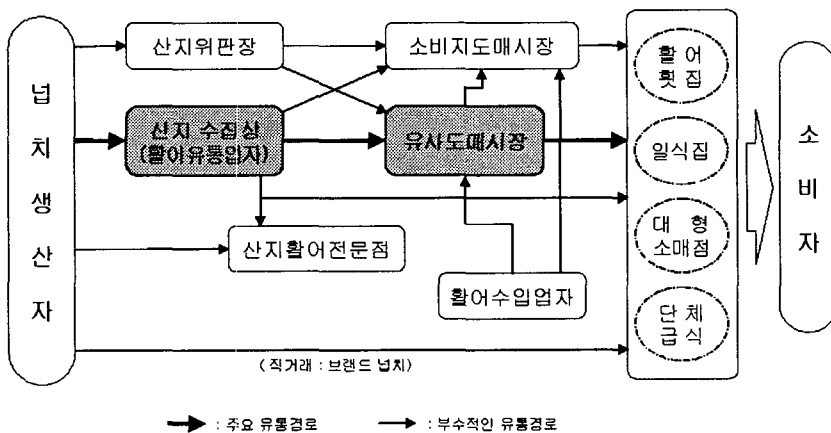 넙치생산자
산지위판장
소비지도매시장
산지 수집상
(활어유통업자)
유사도매시장
산지활어전문점
활어수입업자
활 어
횟 집
일식집
대 형
소매점
단 체
급 식
소비자
(직거래 : 브랜드 넙치)
: 주요 유통경로
: 부수적인 유통경로